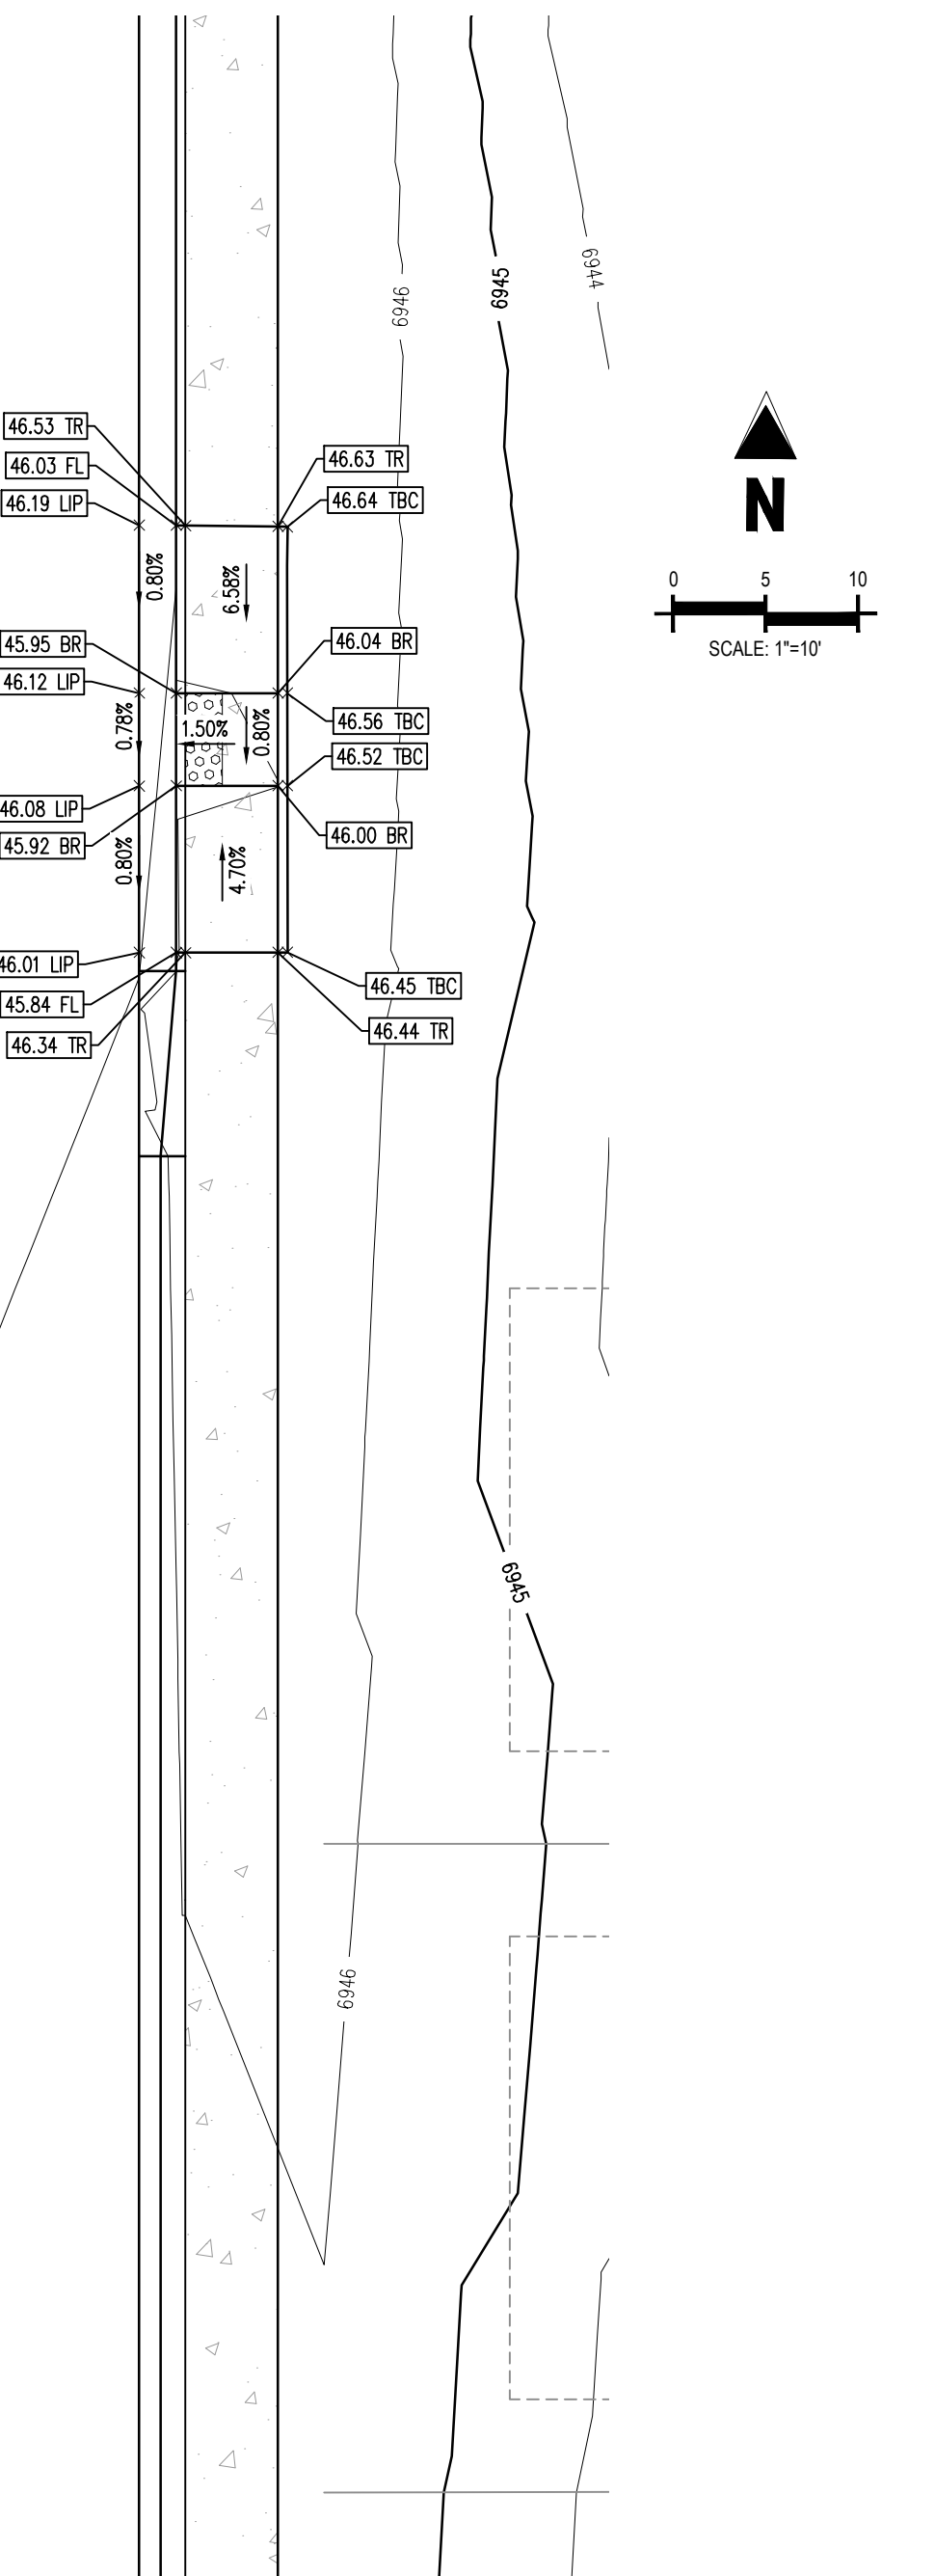 6946
6945
6944
46.53 TR
46.03 FL
46.19 LIP
46.63 TR
46.64 TBC
0.80%
6.58%
45.95 BR
46.12 LIP
46.04 BR
0.78%
1.50%
0.80%
46.56 TBC
46.52 TBC
46.08 LIP
45.92 BR
46.00 BR
0.80%
4.70%
46.01 LIP
45.84 FL
46.34 TR
46.45 TBC
46.44 TR
N
0 5 10
SCALE: 1"=10'
6945
6946